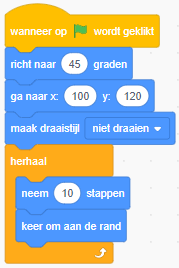 wanneer op wordt geklikt
richt naar 45 graden
ga naar x: 100 y: 120
maak draaistijl niet draaien
herhaal
neem 10 stappen
keer om aan de rand